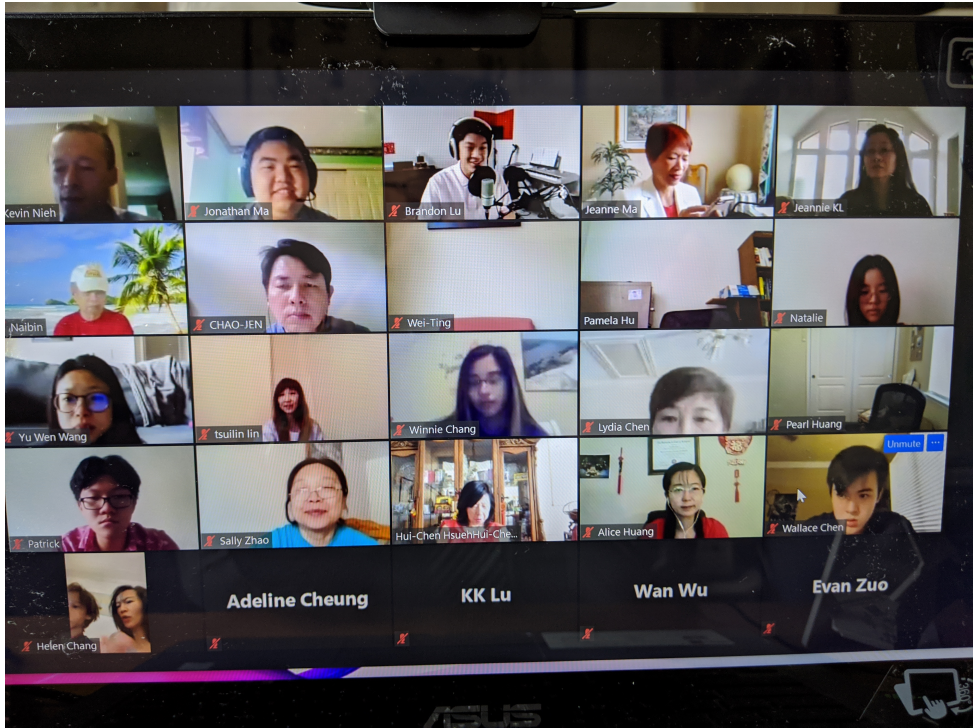 Kevin Nieh
Jonathan Ma
Brandon Lu
Jeanne Ma
Jeannie KL
Naibin
CHAO-JEN
Wei-Ting
Pamela Hu
Natalie
Yu Wen Wang
tsuilin lin
Winnie Chang
Lydia Chen
Pearl Huang
Unmute
...
Patrick
Sally Zhao
Hui-Chen HsuehHui-Che...
Alice Huang
Wallace Chen
Helen Chang
Adeline Cheung
KK Lu
Wan Wu
Evan Zuo
ASUS